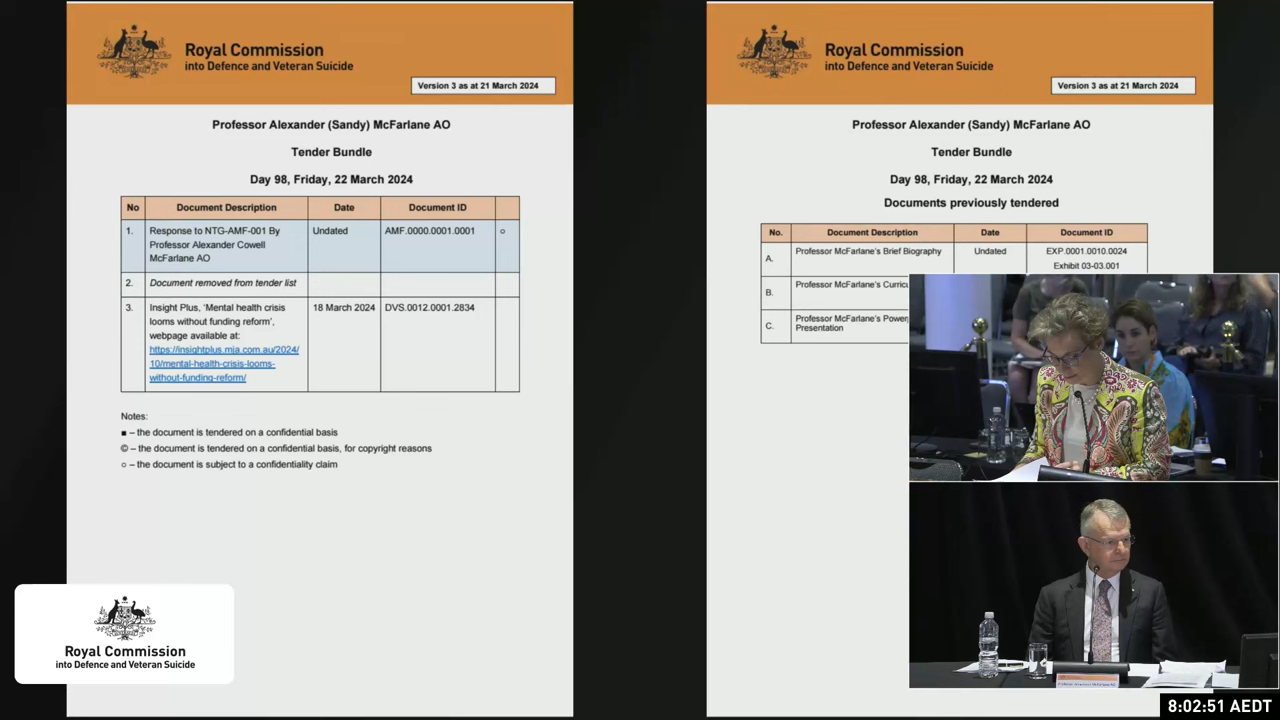 Royal Commission
into Defence and Veteran Suicide
Version 3 as at 21 March 2024
Professor Alexander (Sandy) McFarlane AO
Tender Bundle
Day 98, Friday, 22 March 2024
No Document Description Date Document ID
1. Response to NTG-AMF-001 By Undated AMF.0000.0001.0001 ○
Professor Alexander Cowell
McFarlane AO
2. Document removed from tender list
3. Insight Plus, 'Mental health crisis 18 March 2024 DVS.0012.0001.2834
looms without funding reform',
webpage available at:
https://insightplus.mja.com.au/2024/
10/mental-health-crisis-looms-
without-funding-reform/
Notes:
■ – the document is tendered on a confidential basis
© – the document is tendered on a confidential basis, for copyright reasons
○ – the document is subject to a confidentiality claim
Royal Commission
into Defence and Veteran Suicide
Version 3 as at 21 March 2024
Professor Alexander (Sandy) McFarlane AO
Tender Bundle
Day 98, Friday, 22 March 2024
Documents previously tendered
No. Document Description Date Document ID
A. Professor McFarlane's Brief Biography Undated EXP.0001.0010.0024
Exhibit 03-03.001
B. Professor McFarlane's
C. Professor McFarlane's
Presentation
Royal Commission
into Defence and Veteran Suicide
8:02:51 AEDT